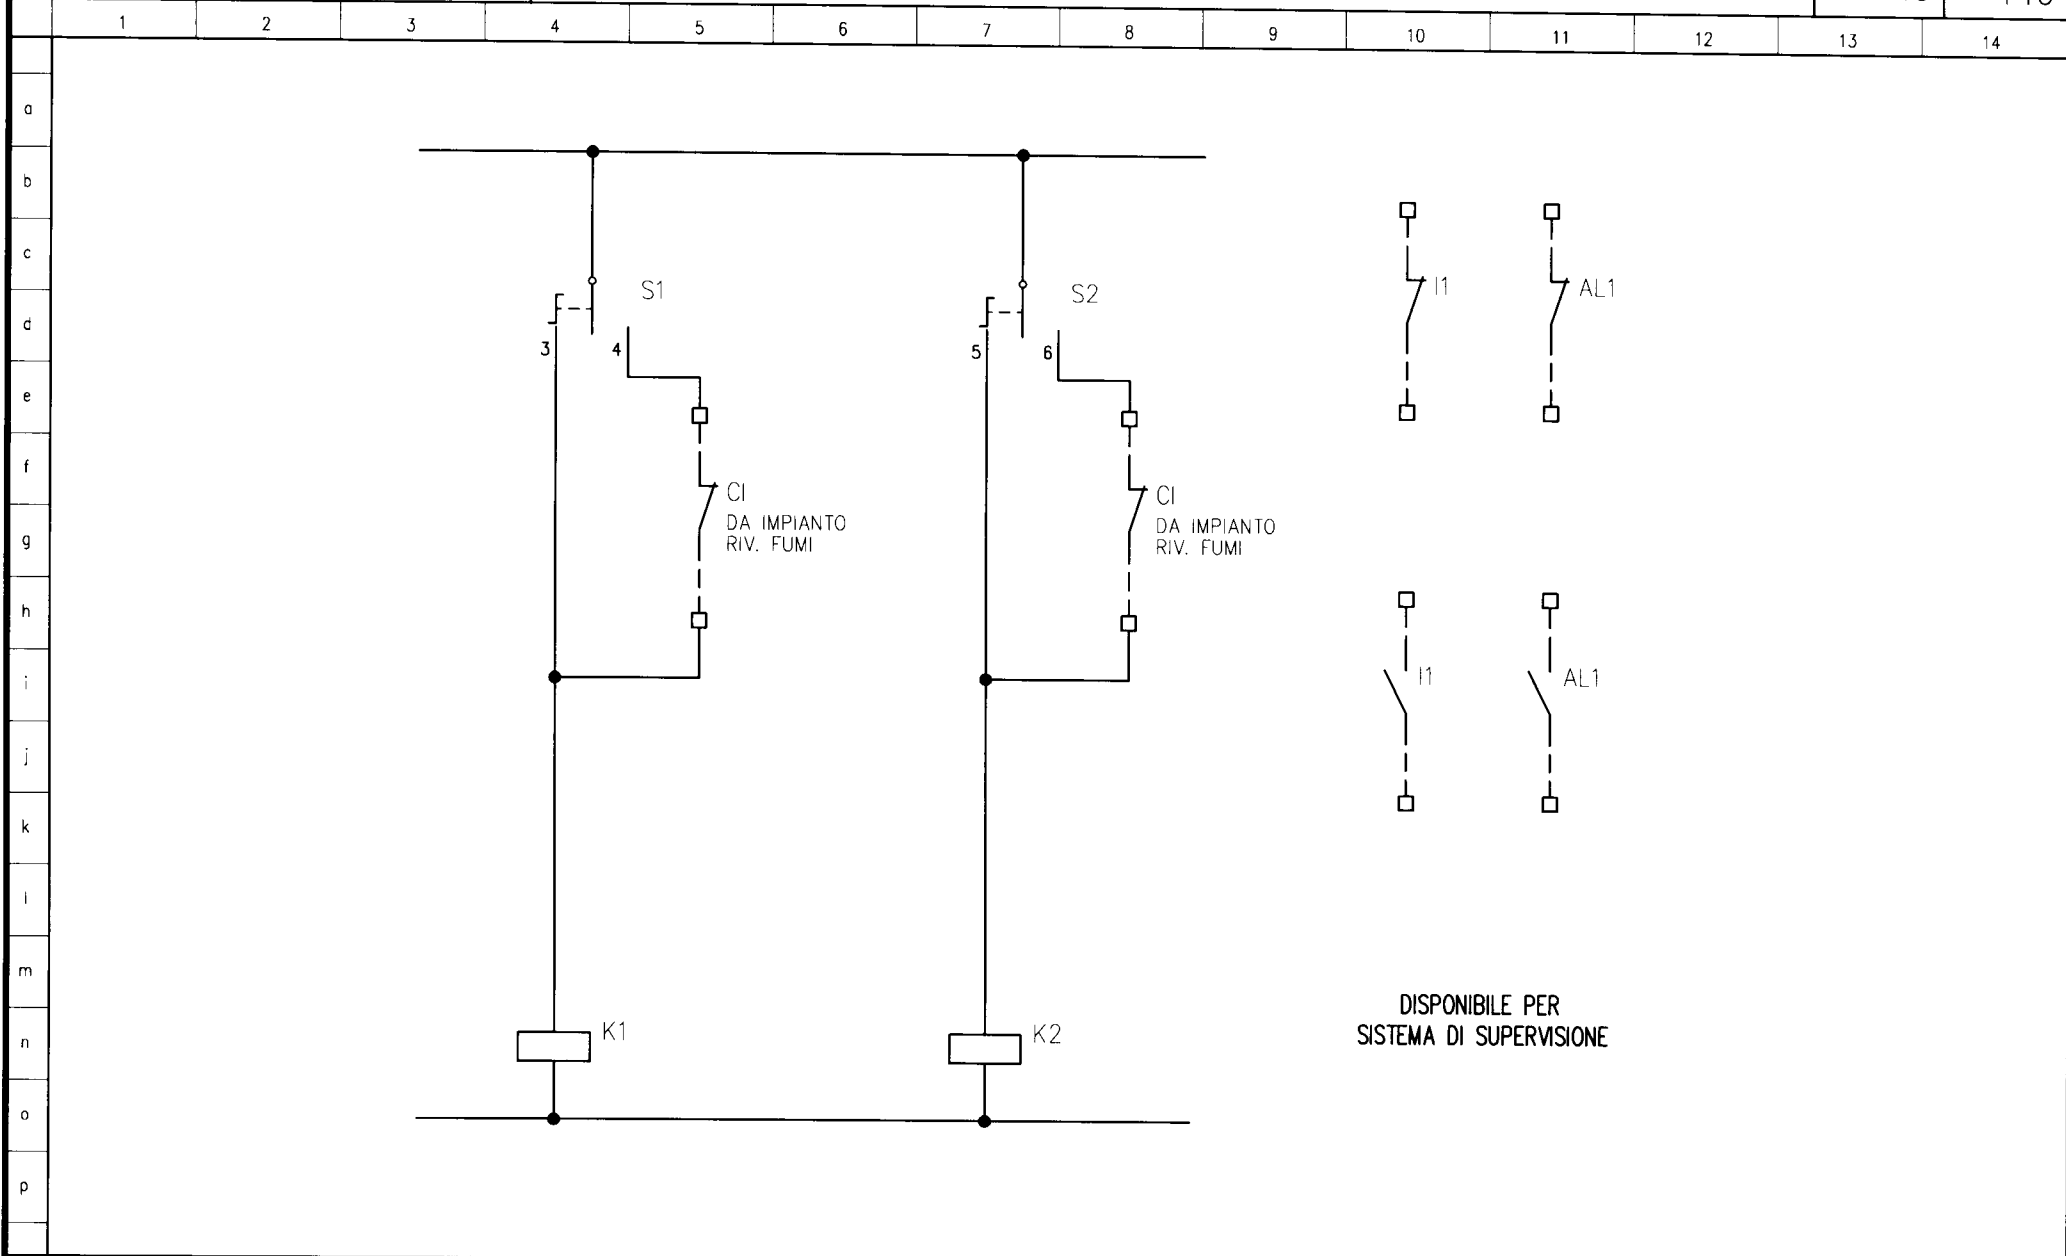 1 2 3 4 5 6 7 8 9 10 11 12 13 14
a
b
c
d
e
f
g
h
i
j
k
l
m
n
o
p
S1
3 4
S2
5 6
CI
DA IMPIANTO
RIV. FUMI
CI
DA IMPIANTO
RIV. FUMI
I1
AL1
I1
AL1
K1
K2
DISPONIBILE PER
SISTEMA DI SUPERVISIONE